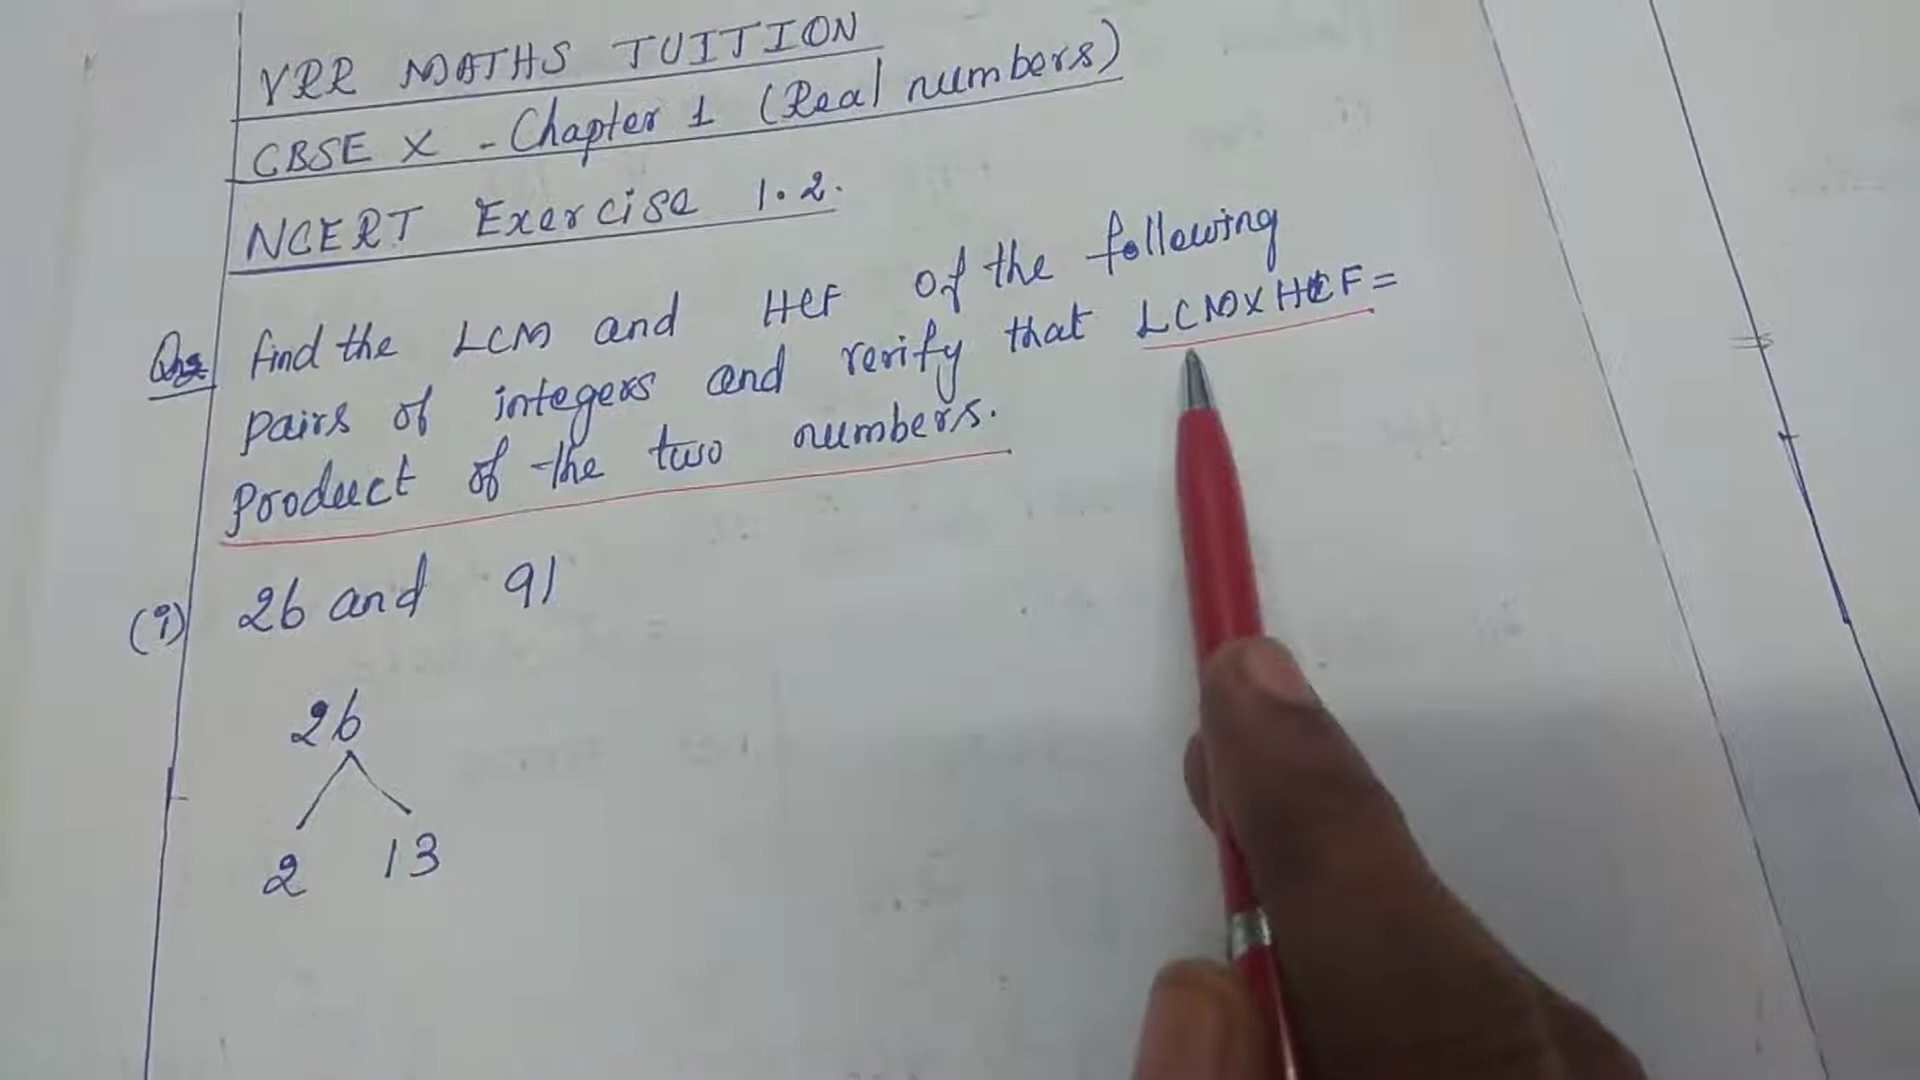 VRR MATHS TUITION
CBSE X - Chapter 1 (Real numbers)
NCERT Exercise 1.2.
Qns find the LCM and HCF of the following
pairs of integers and verify that LCM X HCF =
product of the two numbers.
(i) 26 and 91
26
2 13